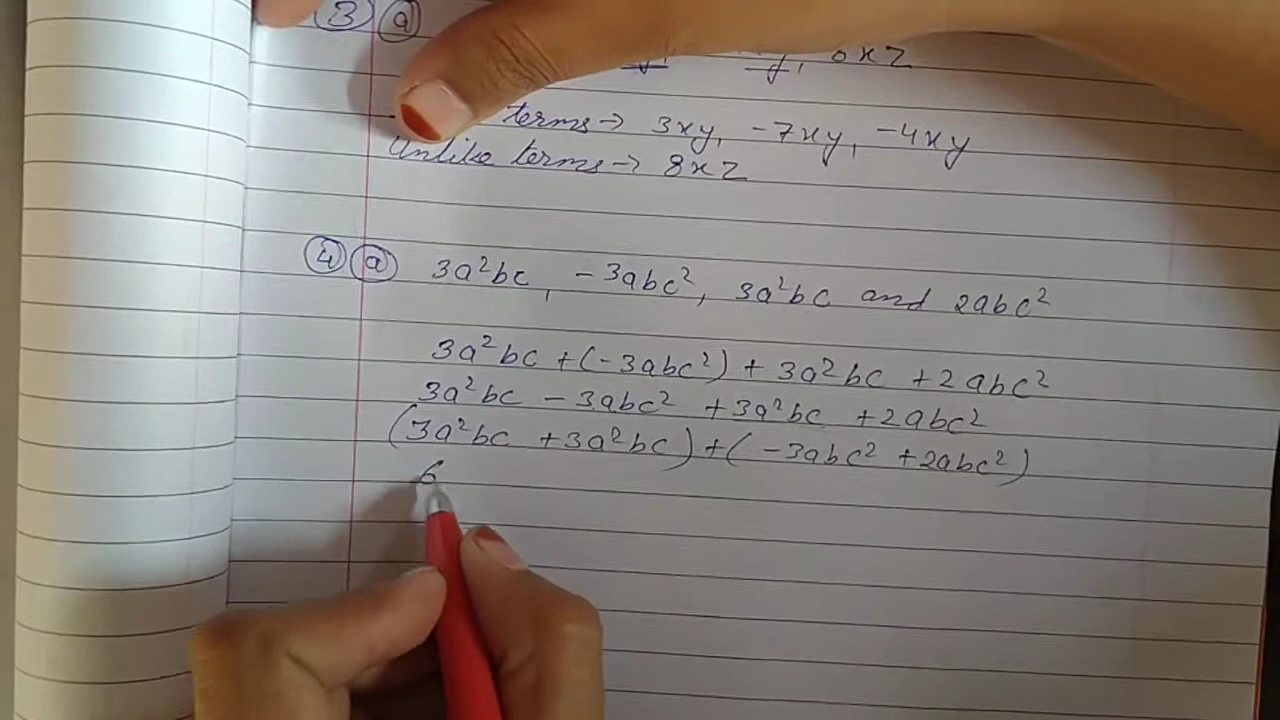 3 a
6xz
terms → 3xy, -7xy, -4xy
Unlike terms → 8xz
4 a 3a²bc, -3abc², 3a²bc and 2abc²
3a²bc + (-3abc²) + 3a²bc + 2abc²
3a²bc - 3abc² + 3a²bc + 2abc²
(3a²bc + 3a²bc) + (-3abc² + 2abc²)
6